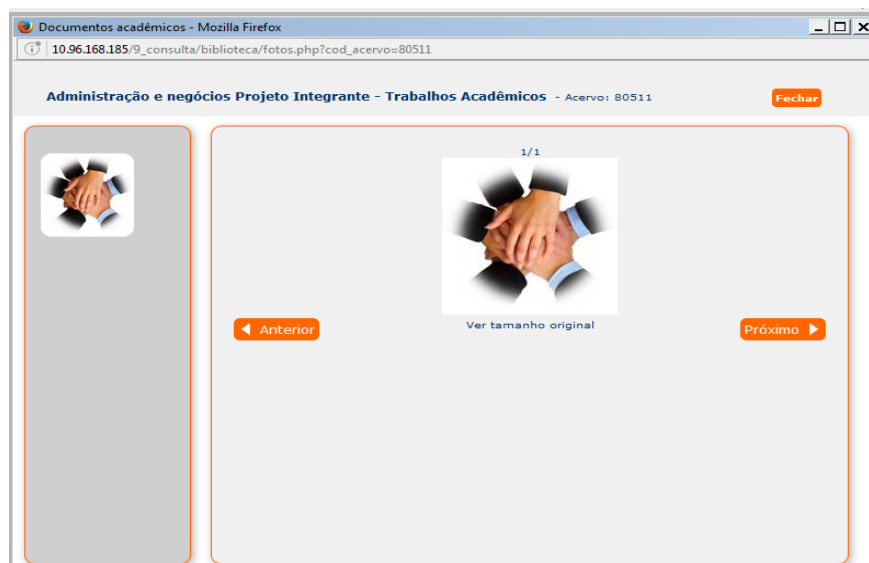 Documentos acadêmicos - Mozilla Firefox
10.96.168.185/9_consulta/biblioteca/fotos.php?cod_acervo=80511
Administração e negócios Projeto Integrante - Trabalhos Acadêmicos - Acervo: 80511
Fechar
1/1
Ver tamanho original
Anterior
Próximo